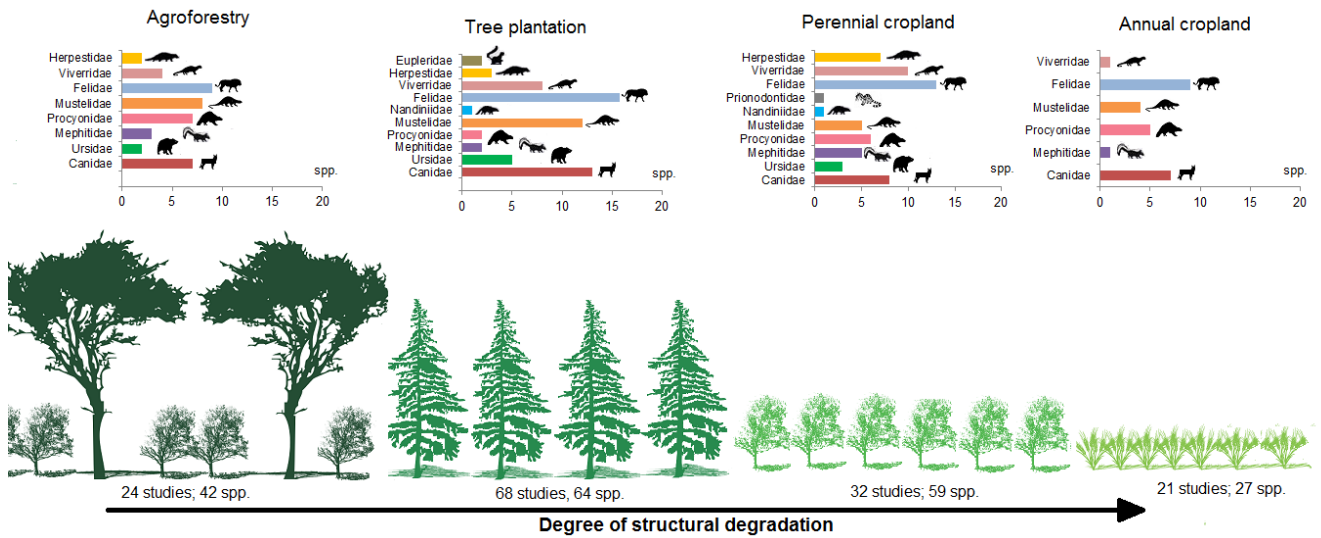 Agroforestry
Herpestidae
Viverridae
Felidae
Mustelidae
Procyonidae
Mephitidae
Ursidae
Canidae
spp.
0 5 10 15 20
Tree plantation
Eupleridae
Herpestidae
Viverridae
Felidae
Nandiniidae
Mustelidae
Procyonidae
Mephitidae
Ursidae
Canidae
spp.
0 5 10 15 20
Perennial cropland
Herpestidae
Viverridae
Felidae
Prionodontidae
Nandiniidae
Mustelidae
Procyonidae
Mephitidae
Ursidae
Canidae
spp.
0 5 10 15 20
Annual cropland
Viverridae
Felidae
Mustelidae
Procyonidae
Mephitidae
Canidae
spp.
0 5 10 15 20
24 studies; 42 spp.
68 studies, 64 spp.
32 studies; 59 spp.
21 studies; 27 spp.
Degree of structural degradation